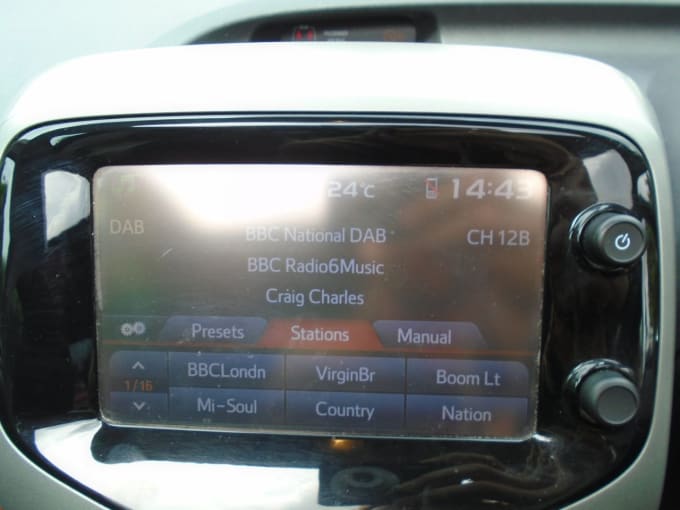 24°C 14:43
DAB BBC National DAB CH 12B
BBC Radio6Music
Craig Charles
Presets Stations Manual
BBCLondn VirginBr Boom Lt
1/16
Mi-Soul Country Nation